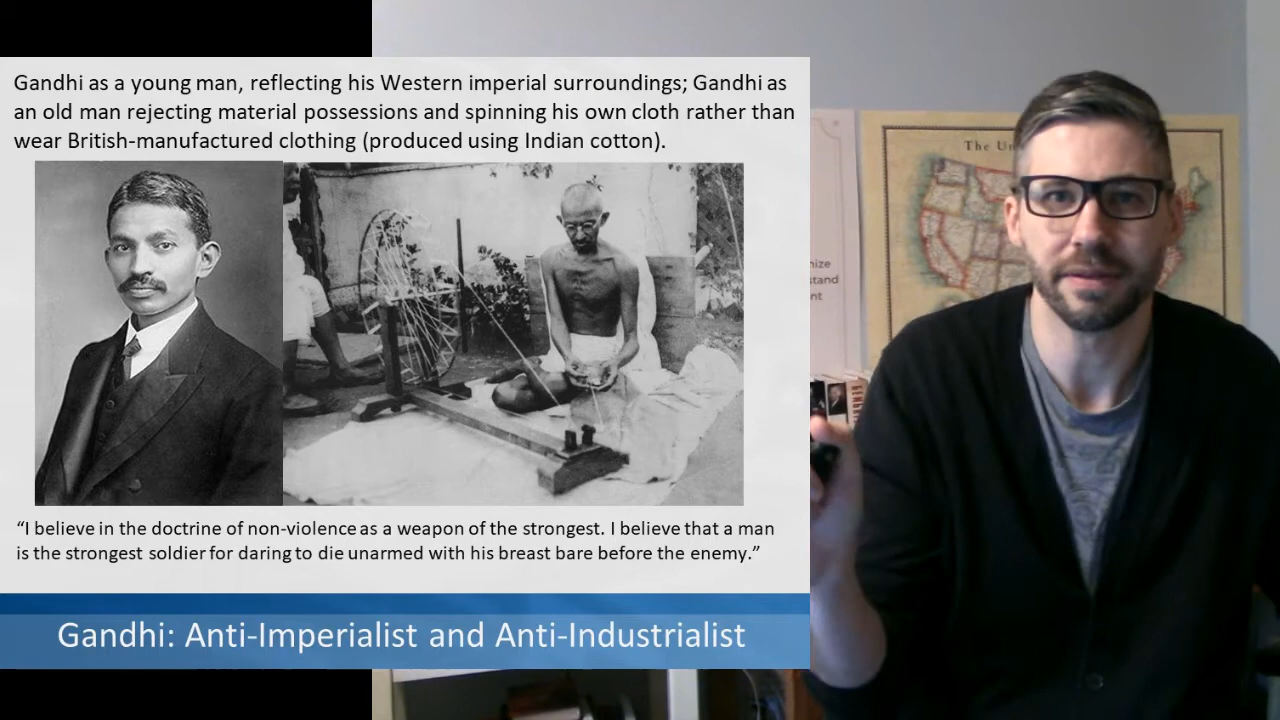 Gandhi as a young man, reflecting his Western imperial surroundings; Gandhi as
an old man rejecting material possessions and spinning his own cloth rather than
wear British-manufactured clothing (produced using Indian cotton).
“I believe in the doctrine of non-violence as a weapon of the strongest. I believe that a man
is the strongest soldier for daring to die unarmed with his breast bare before the enemy.”
Gandhi: Anti-Imperialist and Anti-Industrialist
The Un